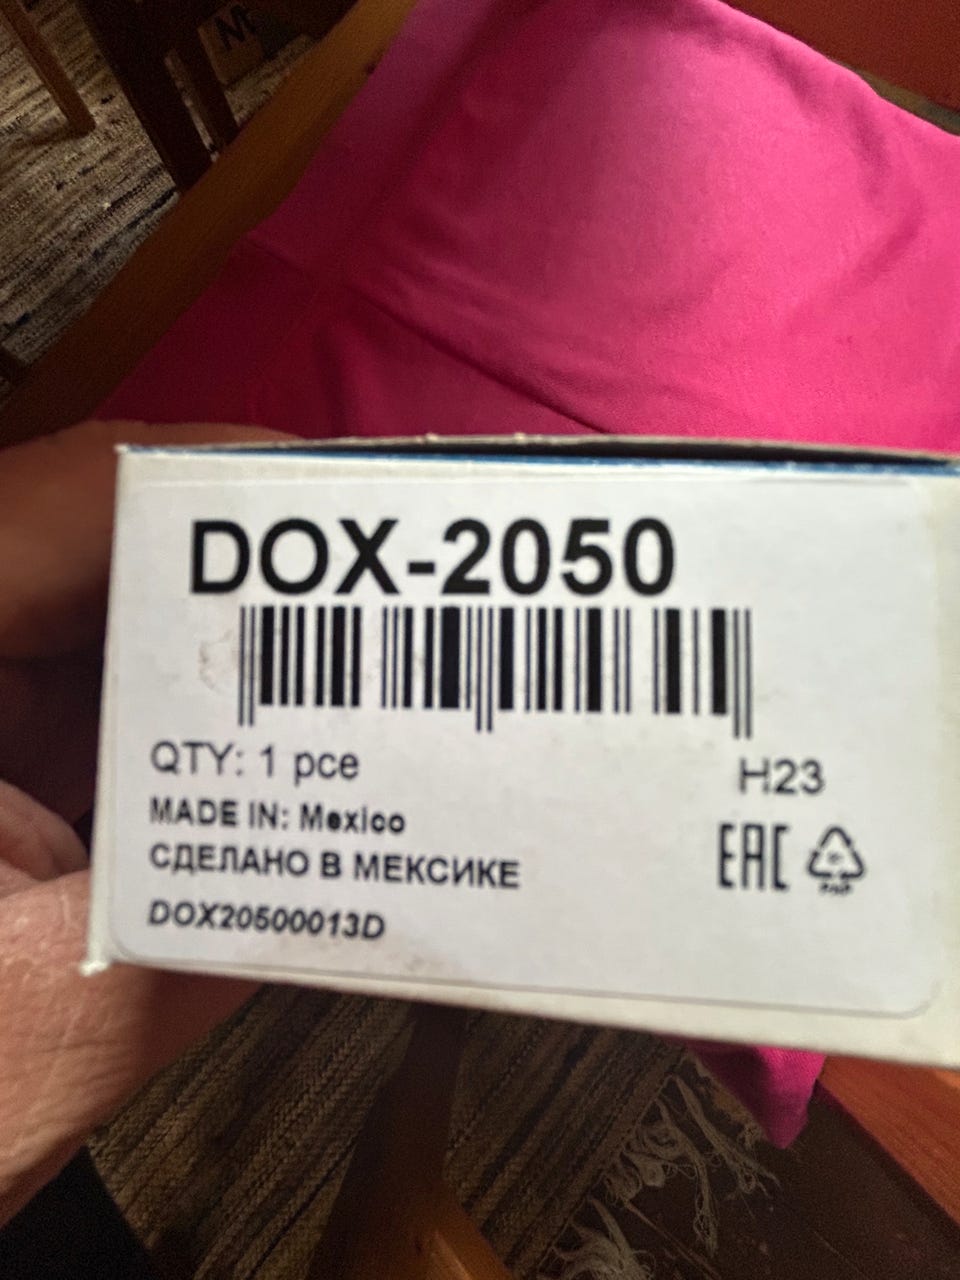 DOX-2050
QTY: 1 pce
H23
MADE IN: Mexico
СДЕЛАНО В МЕКСИКЕ
EAC
DOX20500013D